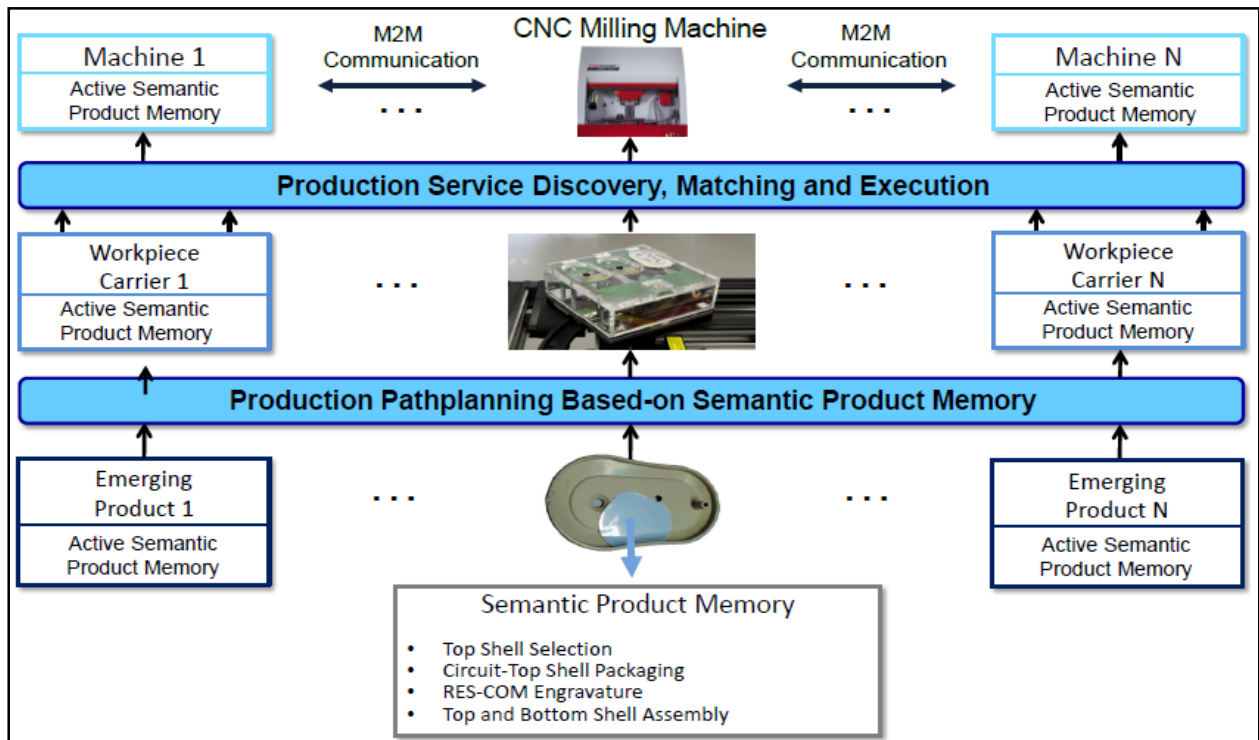 CNC Milling Machine
Machine 1
Active Semantic
Product Memory
M2M
Communication
. . .
M2M
Communication
. . .
Machine N
Active Semantic
Product Memory
Production Service Discovery, Matching and Execution
Workpiece
Carrier 1
Active Semantic
Product Memory
. . .
. . .
Workpiece
Carrier N
Active Semantic
Product Memory
Production Pathplanning Based-on Semantic Product Memory
Emerging
Product 1
Active Semantic
Product Memory
. . .
. . .
Emerging
Product N
Active Semantic
Product Memory
Semantic Product Memory
• Top Shell Selection
• Circuit-Top Shell Packaging
• RES-COM Engravature
• Top and Bottom Shell Assembly